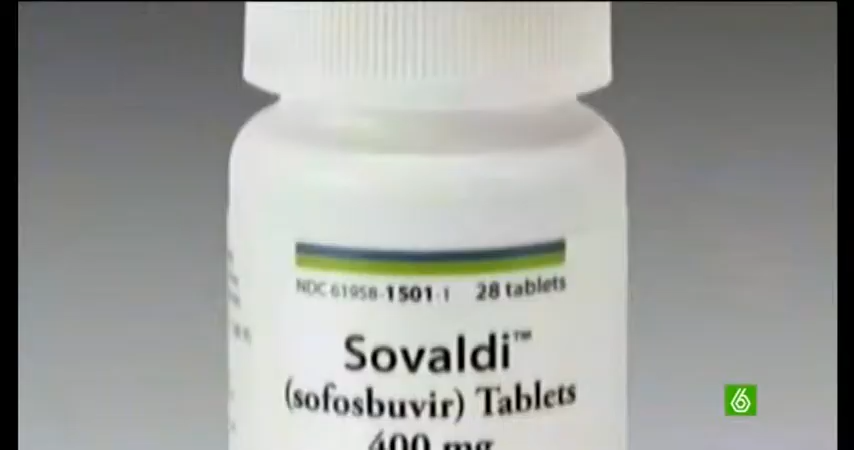 NDC 61958-1501-1 28 tablets
Sovaldi™
(sofosbuvir) Tablets
400 mg
6